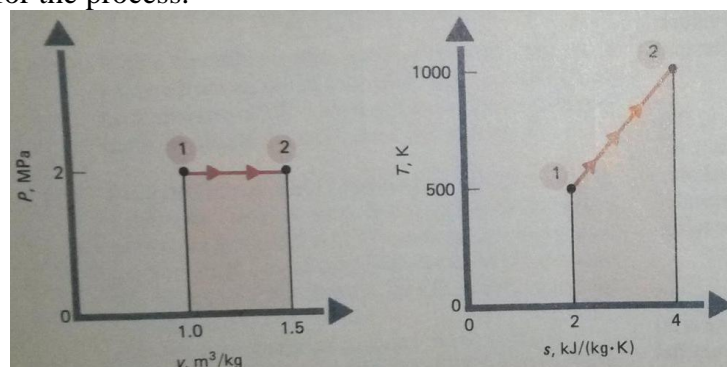 for the process.
1
2
P, MPa
2
0
1.0
1.5
v, m³/kg
2
1000
T, K
1
500
0
0
2
4
s, kJ/(kg·K)